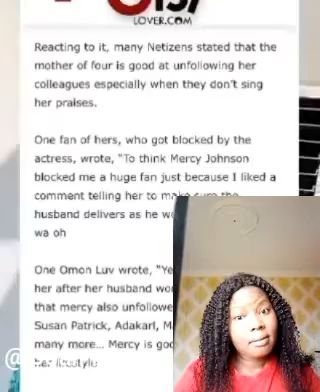 LOVER.COM
Reacting to it, many Netizens stated that the
mother of four is good at unfollowing her
colleagues especially when they don't sing
her praises.
One fan of hers, who got blocked by the
actress, wrote, "To think Mercy Johnson
blocked me a huge fan just because I liked a
comment telling her to make sure the
husband delivers as he
wa oh
One Omon Luv wrote, "Ye
her after her husband
that mercy also unfollowe
Susan Patrick, Adakarl, M
many more... Mercy is
her lifestyle
@